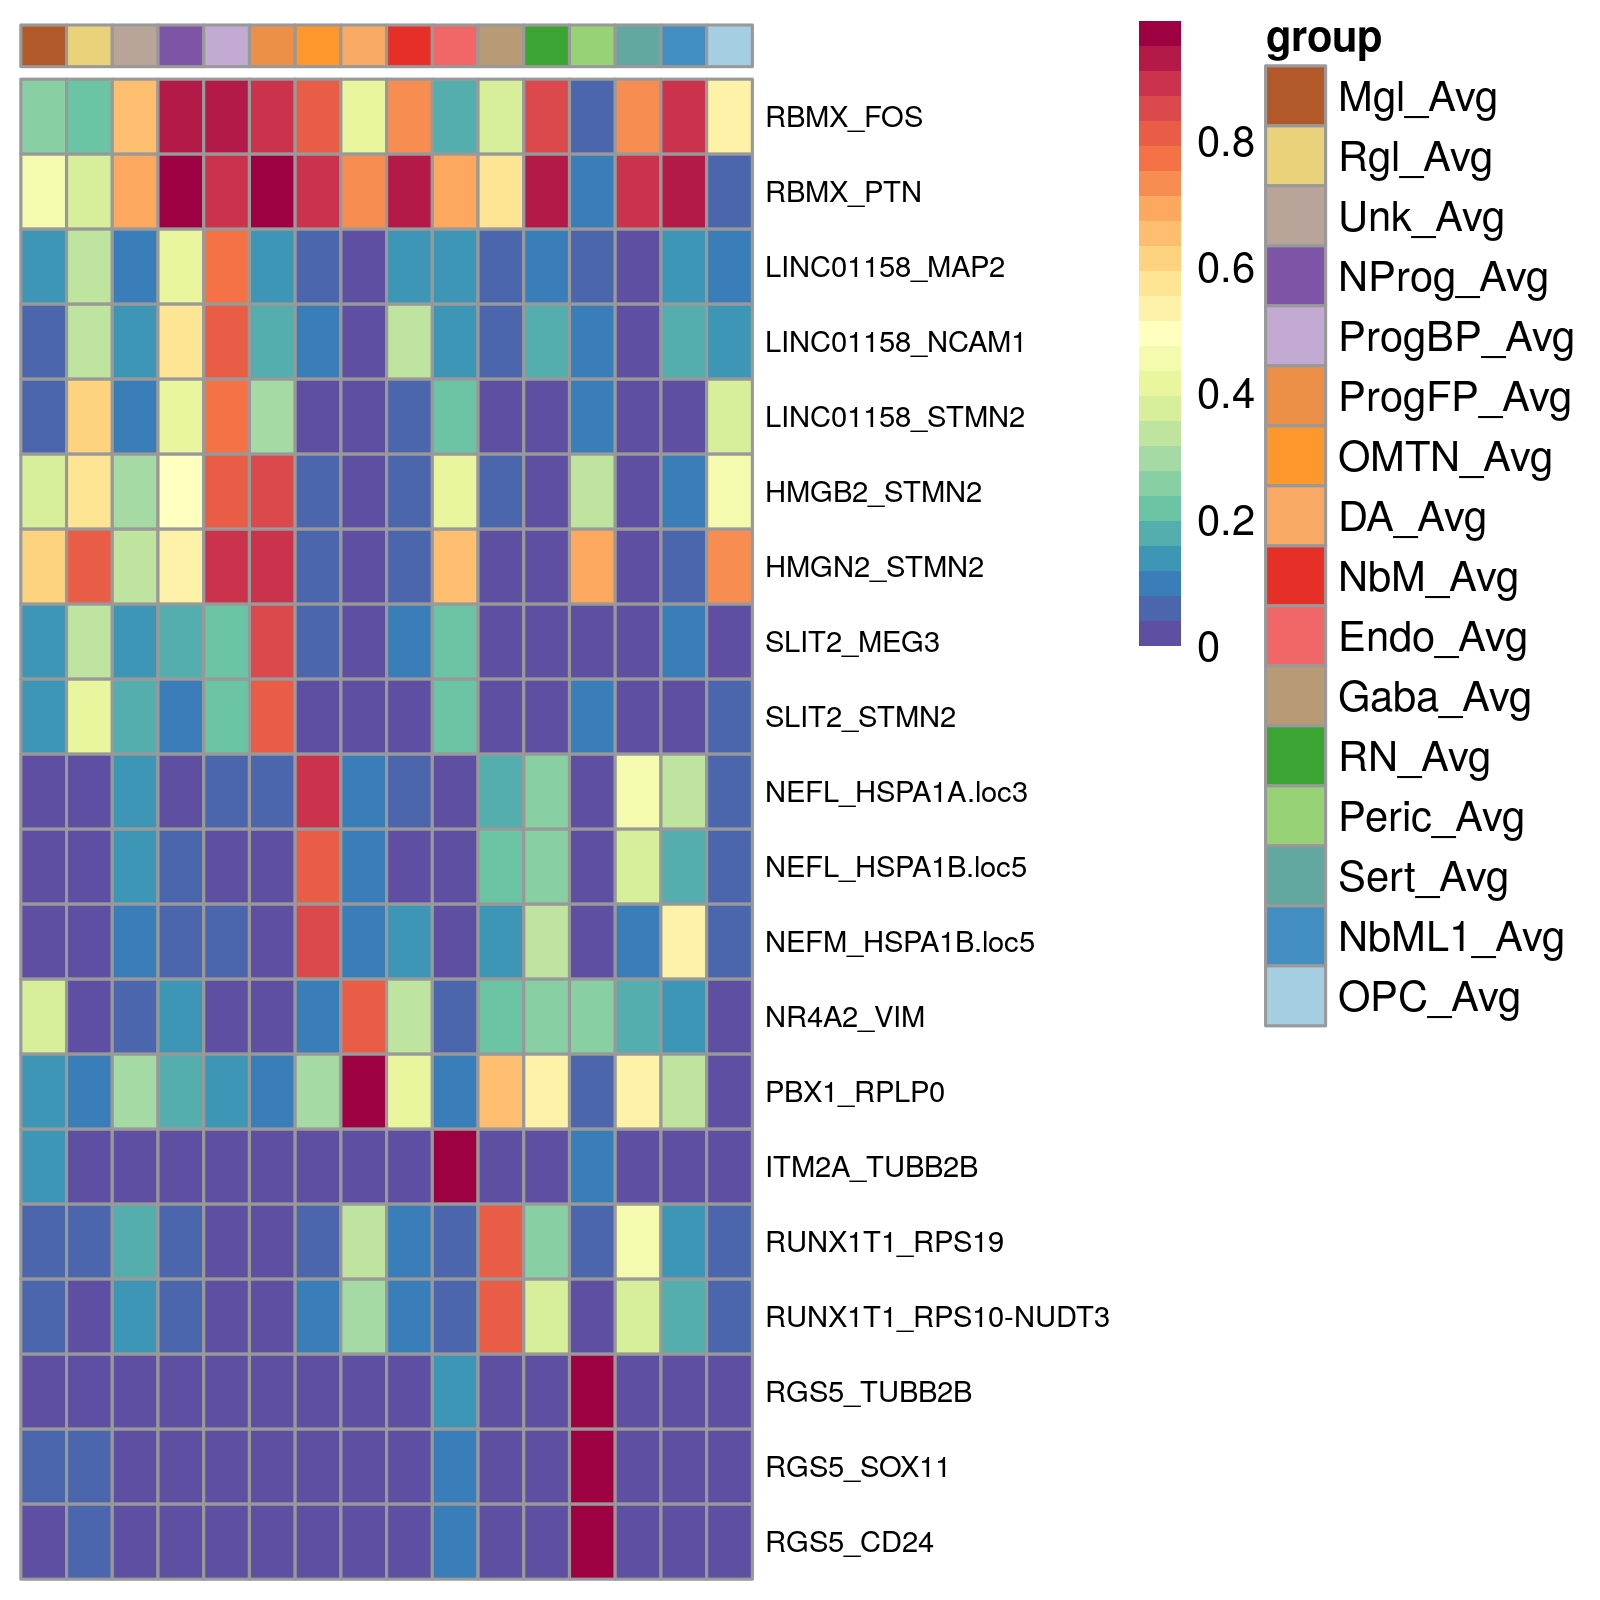 RBMX_FOS
RBMX_PTN
LINC01158_MAP2
LINC01158_NCAM1
LINC01158_STMN2
HMGB2_STMN2
HMGN2_STMN2
SLIT2_MEG3
SLIT2_STMN2
NEFL_HSPA1A.loc3
NEFL_HSPA1B.loc5
NEFM_HSPA1B.loc5
NR4A2_VIM
PBX1_RPLP0
ITM2A_TUBB2B
RUNX1T1_RPS19
RUNX1T1_RPS10-NUDT3
RGS5_TUBB2B
RGS5_SOX11
RGS5_CD24
0.8
0.6
0.4
0.2
0
group
Mgl_Avg
Rgl_Avg
Unk_Avg
NProg_Avg
ProgBP_Avg
ProgFP_Avg
OMTN_Avg
DA_Avg
NbM_Avg
Endo_Avg
Gaba_Avg
RN_Avg
Peric_Avg
Sert_Avg
NbML1_Avg
OPC_Avg